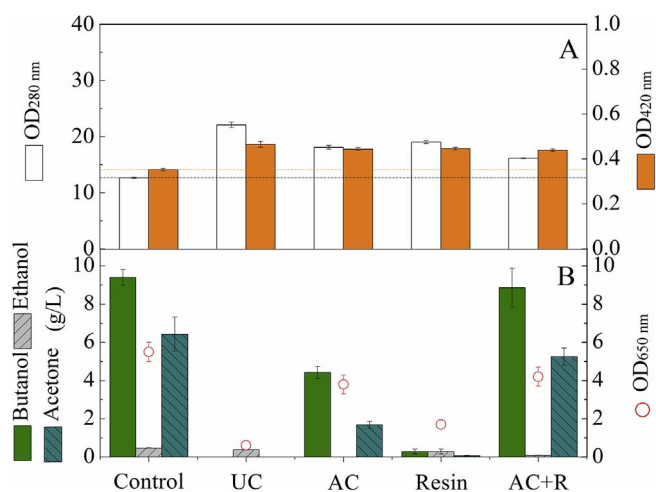 40
30
20
10
0
A
1.0
0.8
0.6
0.4
0.2
0.0
OD280 nm
OD420 nm
10
8
6
4
2
0
B
10
8
6
4
2
0
Butanol Ethanol
Acetone (g/L)
OD650 nm
Control UC AC Resin AC+R